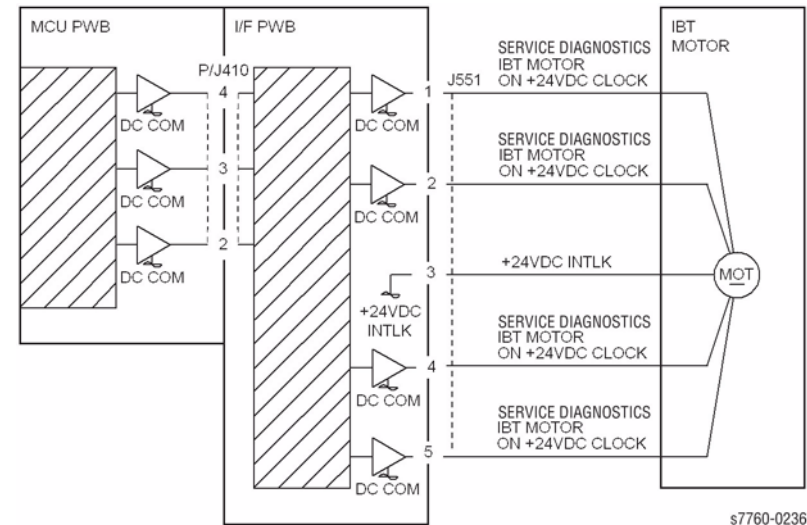 MCU PWB
I/F PWB
IBT
MOTOR
P/J410
J551
4
DC COM
3
DC COM
2
DC COM
DC COM
1
SERVICE DIAGNOSTICS
IBT MOTOR
ON +24VDC CLOCK
DC COM
2
SERVICE DIAGNOSTICS
IBT MOTOR
ON +24VDC CLOCK
+24VDC
INTLK
3
+24VDC INTLK
MOT
DC COM
4
SERVICE DIAGNOSTICS
IBT MOTOR
ON +24VDC CLOCK
DC COM
5
SERVICE DIAGNOSTICS
IBT MOTOR
ON +24VDC CLOCK
s7760-0236